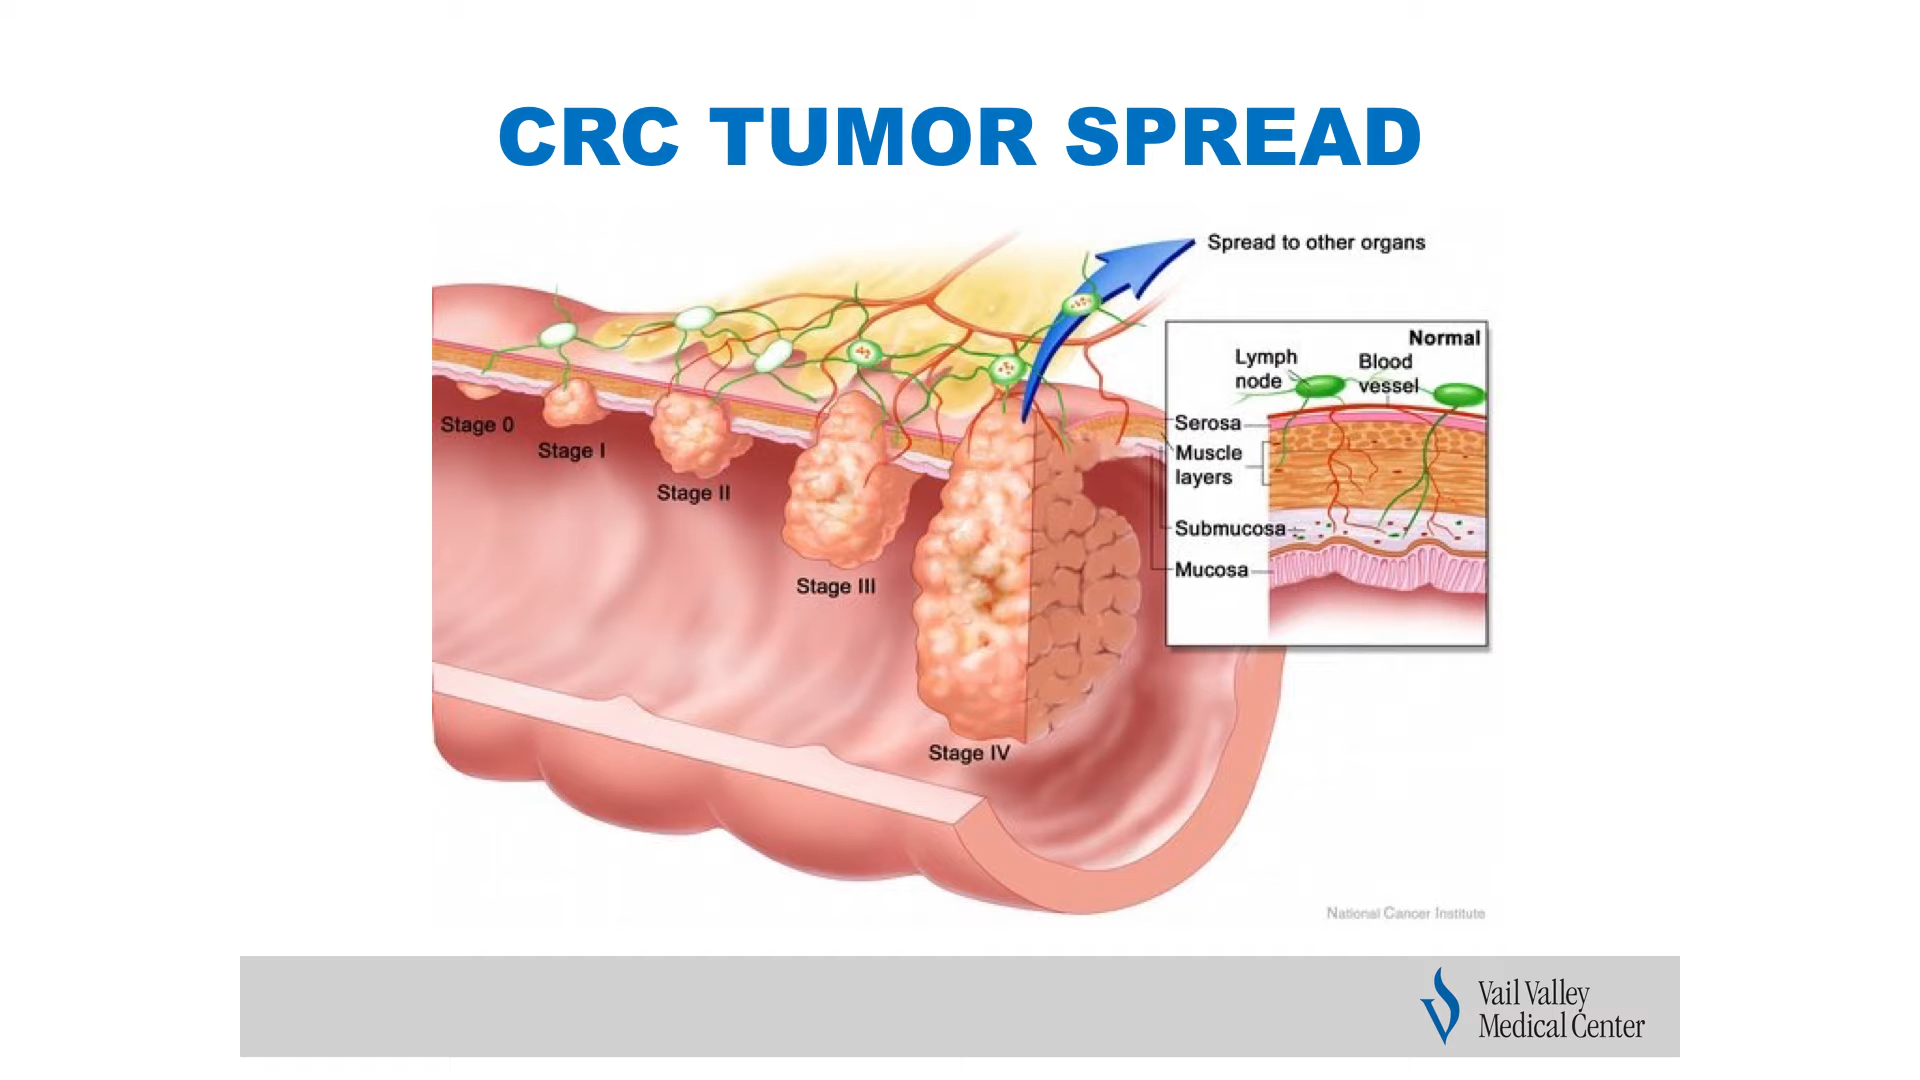 CRC TUMOR SPREAD
Spread to other organs
Normal
Lymph
node
Blood
vessel
Serosa
Muscle
layers
Submucosa
Mucosa
Stage 0
Stage I
Stage II
Stage III
Stage IV
National Cancer Institute
Vail Valley
Medical Center